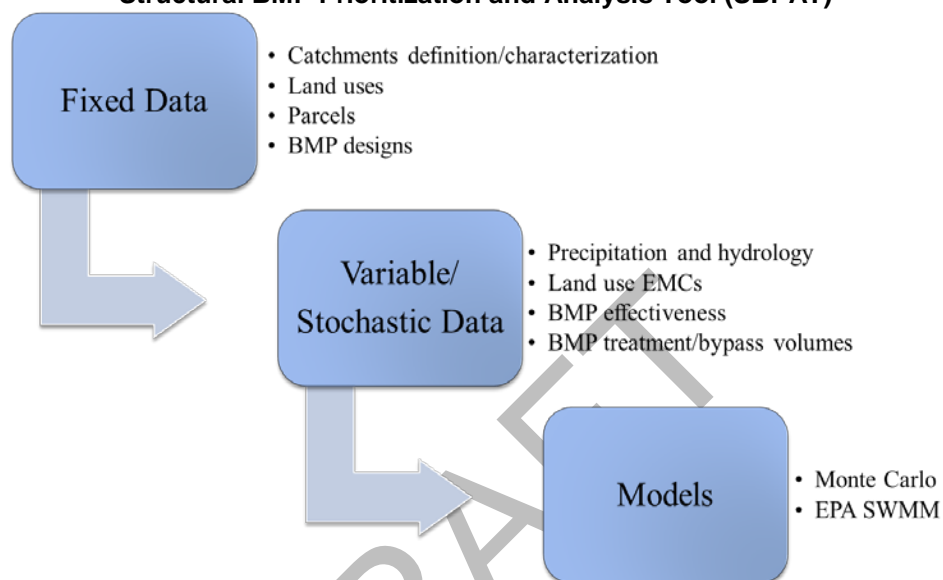 Structural BMP Prioritization and Analysis Tool (SBPAT)
Fixed Data
• Catchments definition/characterization
• Land uses
• Parcels
• BMP designs
Variable/
Stochastic Data
• Precipitation and hydrology
• Land use EMCs
• BMP effectiveness
• BMP treatment/bypass volumes
Models
• Monte Carlo
• EPA SWMM
DRAFT